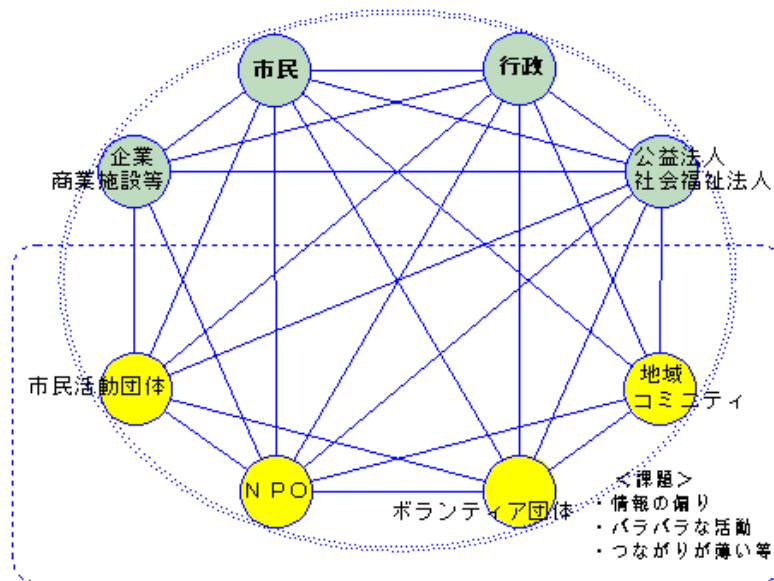 市民
行政
企業
商業施設等
公益法人
社会福祉法人
市民活動団体
地域
コミニティ
ＮＰＯ
ボランティア団体
＜課題＞
・情報の偏り
・バラバラな活動
・つながりが薄い等